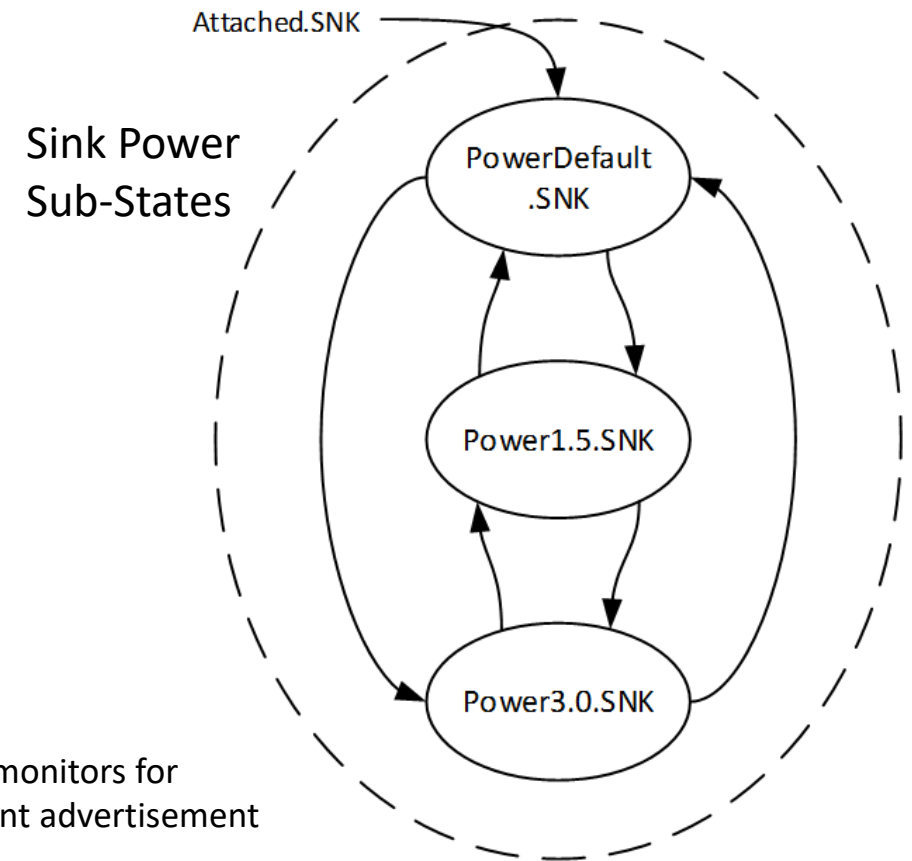 Attached.SNK
Sink Power
Sub-States
PowerDefault
.SNK
Power1.5.SNK
Power3.0.SNK
monitors for
nt advertisement